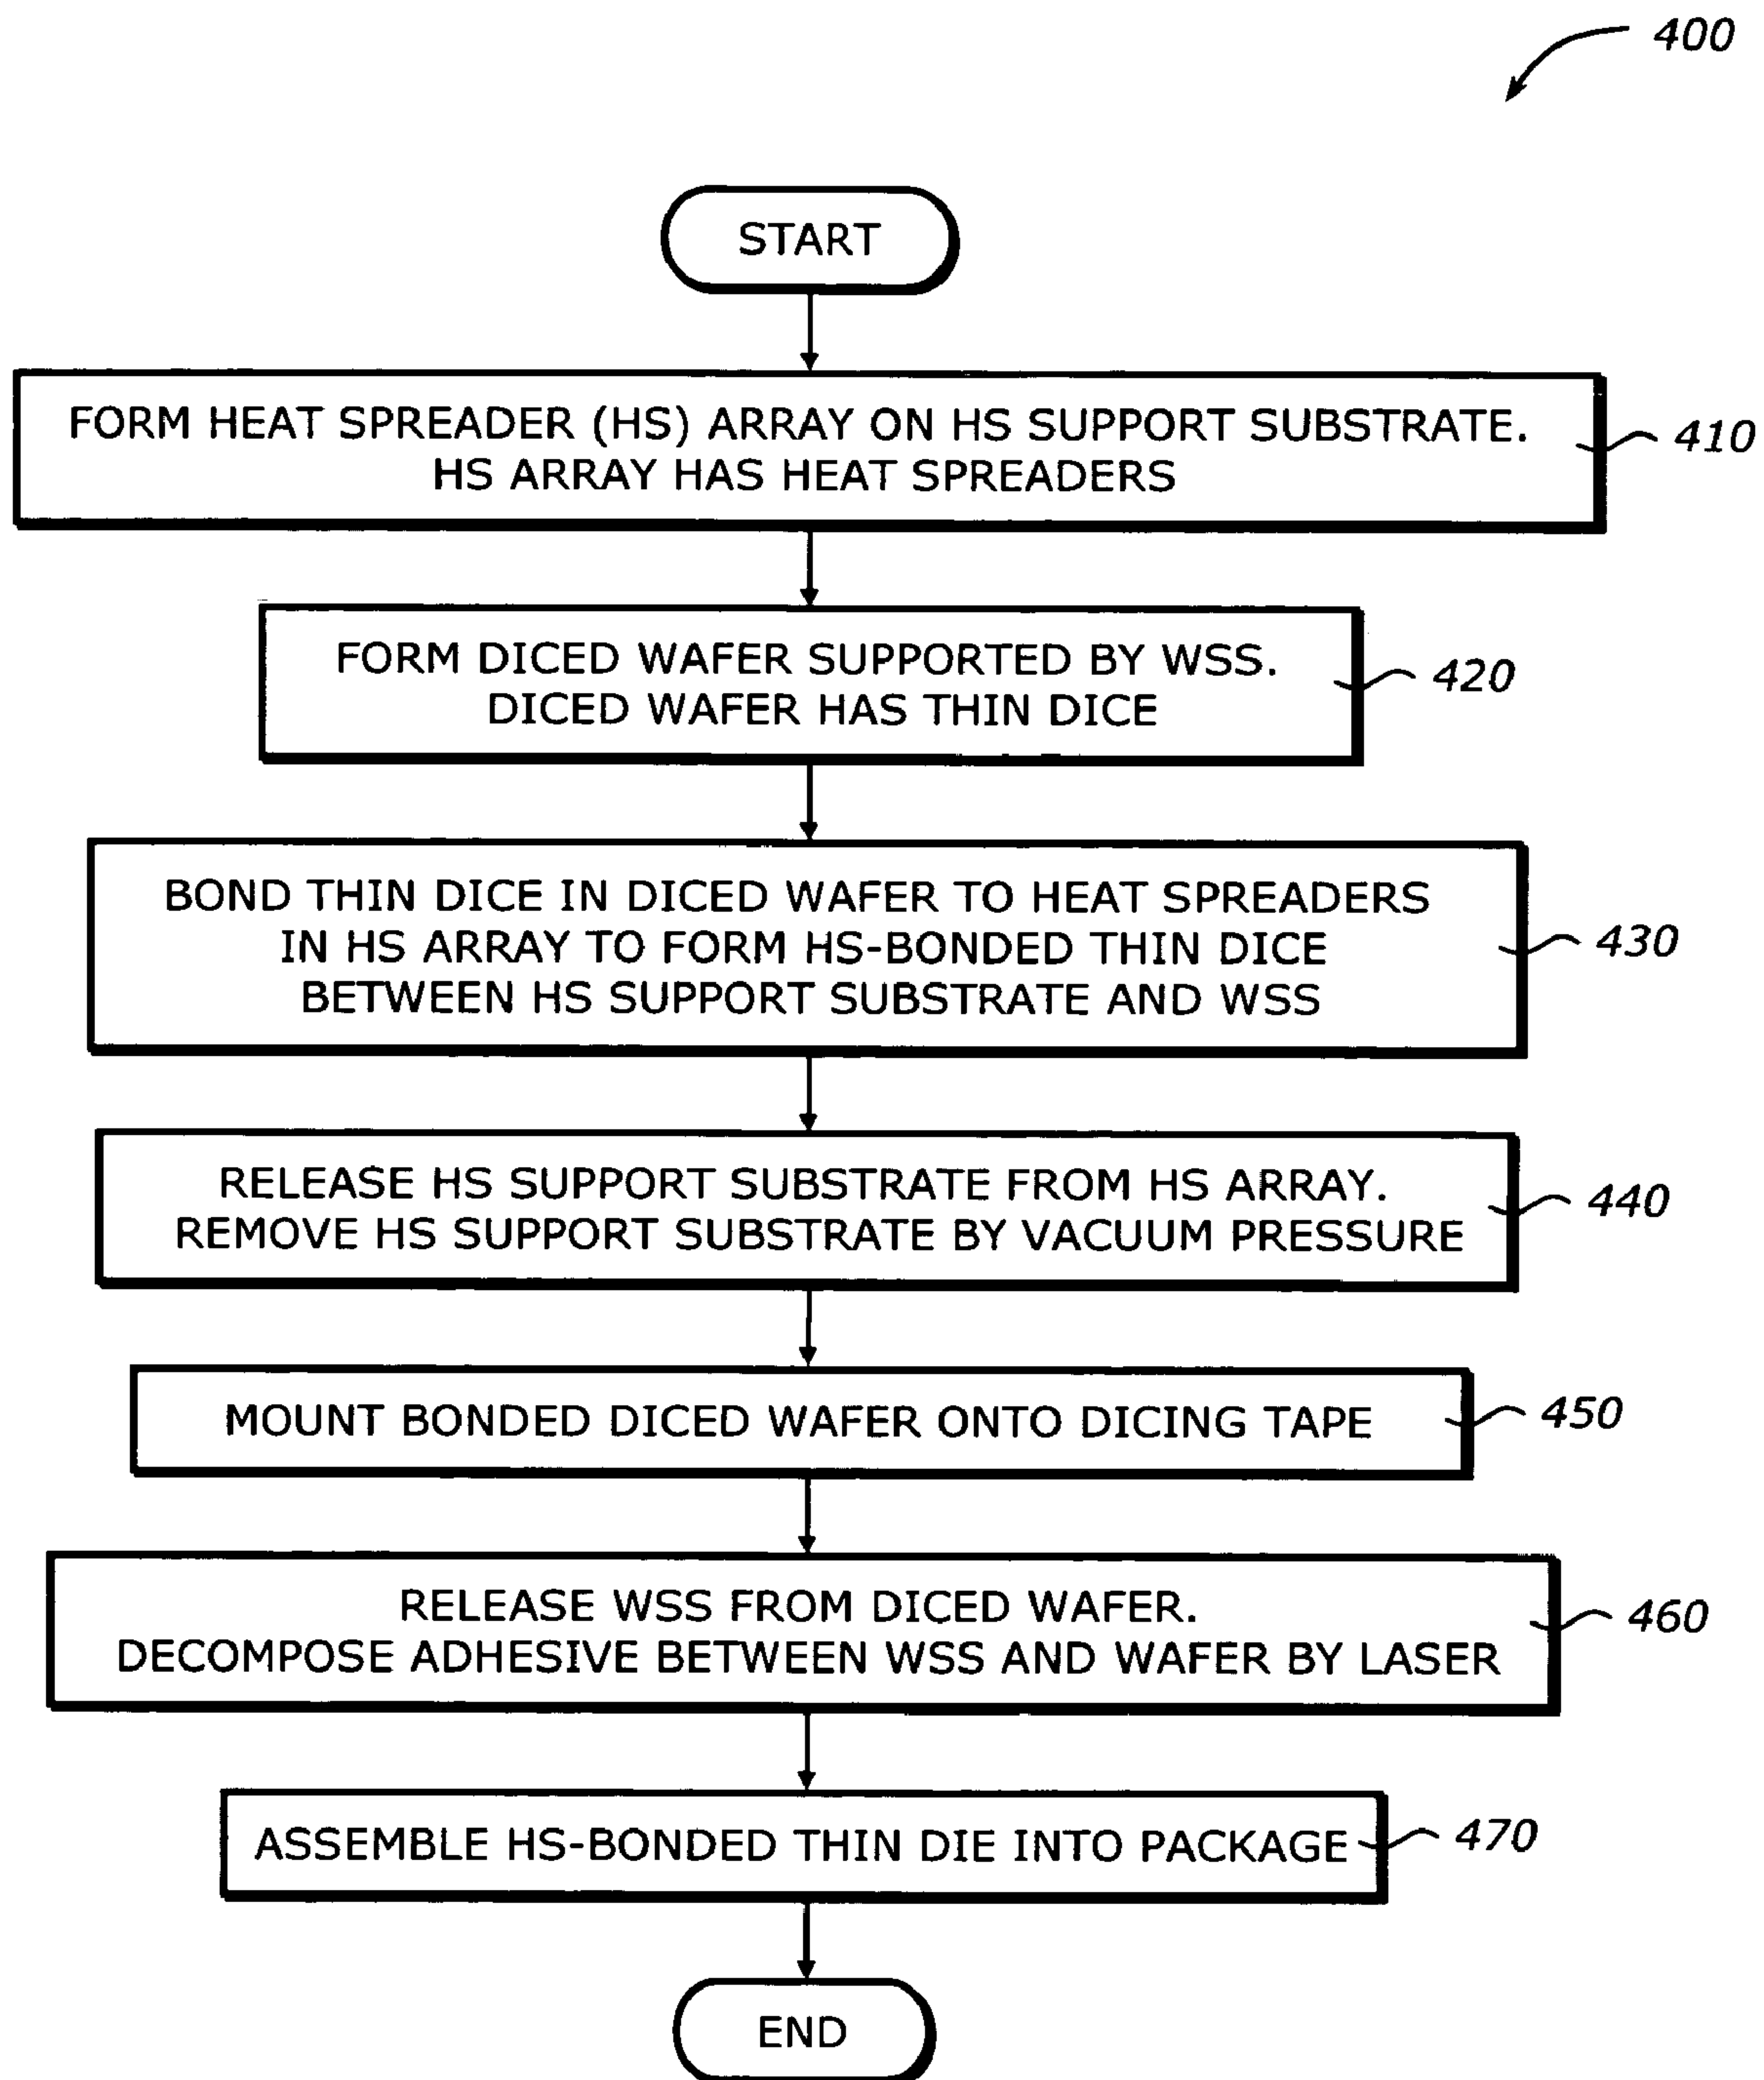 400
START
FORM HEAT SPREADER (HS) ARRAY ON HS SUPPORT SUBSTRATE.
HS ARRAY HAS HEAT SPREADERS
410
FORM DICED WAFER SUPPORTED BY WSS.
DICED WAFER HAS THIN DICE
420
BOND THIN DICE IN DICED WAFER TO HEAT SPREADERS
IN HS ARRAY TO FORM HS-BONDED THIN DICE
BETWEEN HS SUPPORT SUBSTRATE AND WSS
430
RELEASE HS SUPPORT SUBSTRATE FROM HS ARRAY.
REMOVE HS SUPPORT SUBSTRATE BY VACUUM PRESSURE
440
MOUNT BONDED DICED WAFER ONTO DICING TAPE
450
RELEASE WSS FROM DICED WAFER.
DECOMPOSE ADHESIVE BETWEEN WSS AND WAFER BY LASER
460
ASSEMBLE HS-BONDED THIN DIE INTO PACKAGE
470
END